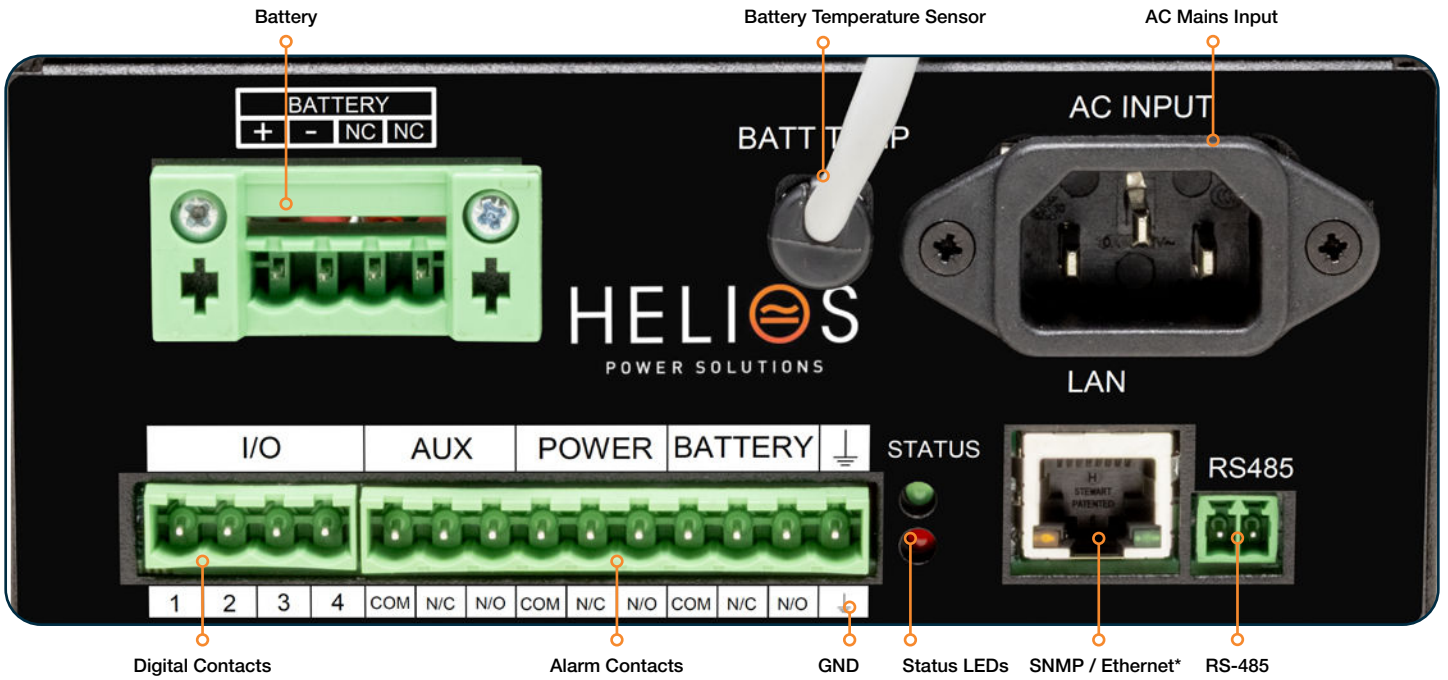 Battery
Battery Temperature Sensor
AC Mains Input
BATTERY
+ - NC NC
BATT
AC INPUT
HELIOS
POWER SOLUTIONS
LAN
I/O AUX POWER BATTERY
STATUS
RS485
H
STEWART
PATENTED
1 2 3 4 COM N/C N/O COM N/C N/O COM N/C N/O
Digital Contacts
Alarm Contacts
GND
Status LEDs
SNMP / Ethernet*
RS-485